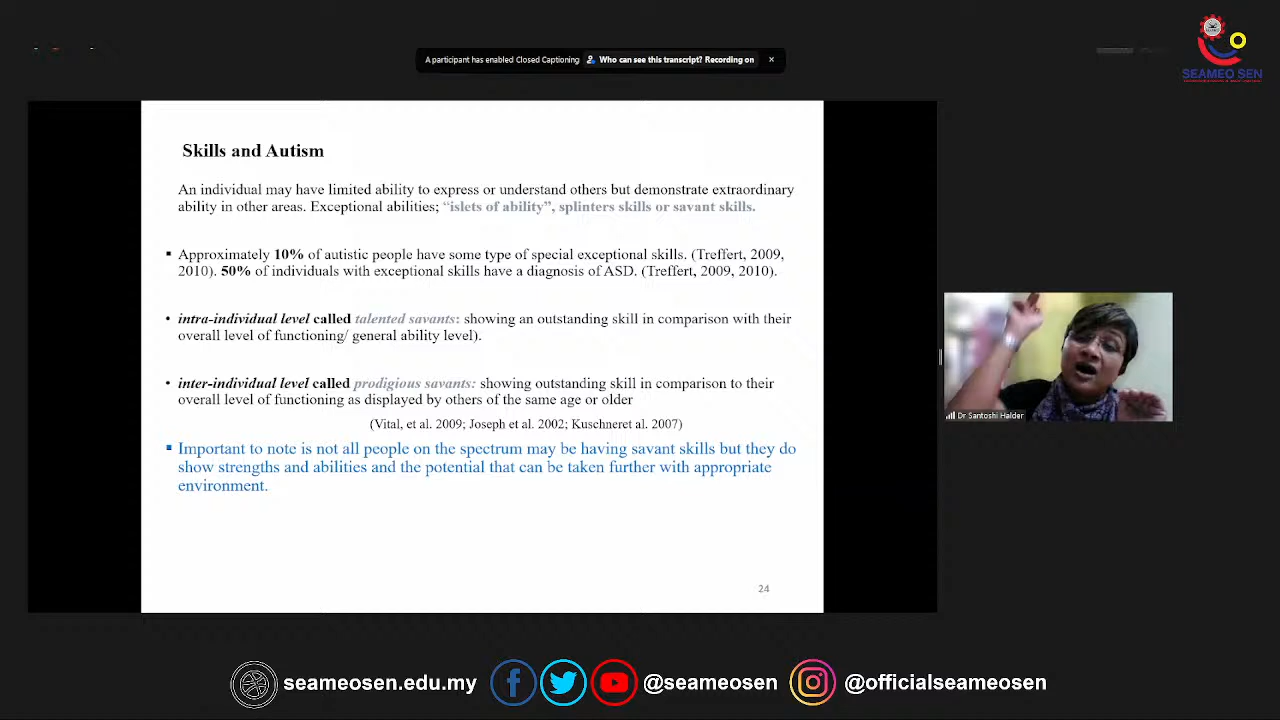 A participant has enabled Closed Captioning Who can see this transcript? Recording on ×
SEAMEO SEN
Skills and Autism
An individual may have limited ability to express or understand others but demonstrate extraordinary
ability in other areas. Exceptional abilities; “islets of ability”, splinters skills or savant skills.
▪ Approximately 10% of autistic people have some type of special exceptional skills. (Treffert, 2009,
2010). 50% of individuals with exceptional skills have a diagnosis of ASD. (Treffert, 2009, 2010).
• intra-individual level called talented savants: showing an outstanding skill in comparison with their
overall level of functioning/ general ability level).
• inter-individual level called prodigious savants: showing outstanding skill in comparison to their
overall level of functioning as displayed by others of the same age or older
(Vital, et al. 2009; Joseph et al. 2002; Kuschneret al. 2007)
▪ Important to note is not all people on the spectrum may be having savant skills but they do
show strengths and abilities and the potential that can be taken further with appropriate
environment.
24
Dr Santoshi Halder
seameosen.edu.my @seameosen @officialseameosen